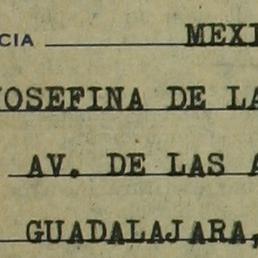 CIA MEXI
JOSEFINA DE LA
AV. DE LAS A
GUADALAJARA,